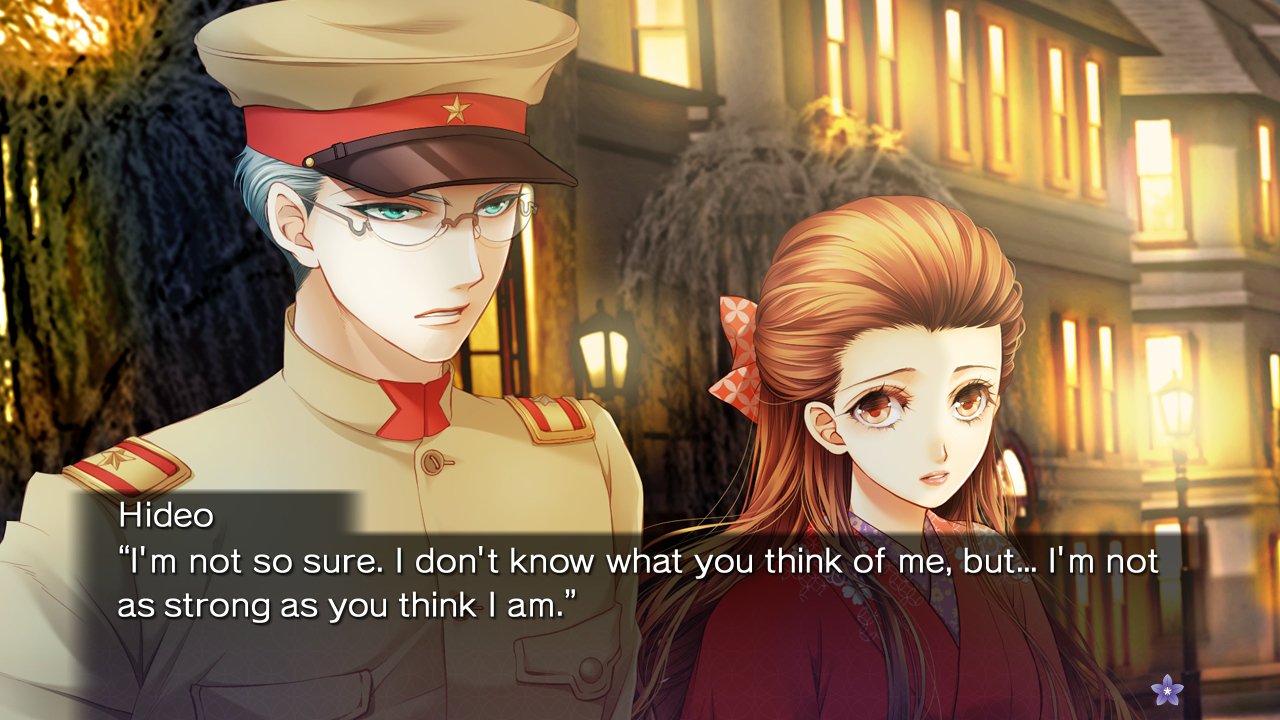 Hideo
“I'm not so sure. I don't know what you think of me, but... I'm not
as strong as you think I am.”